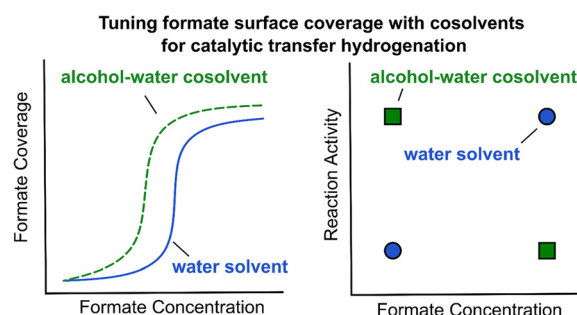 Tuning formate surface coverage with cosolvents
for catalytic transfer hydrogenation
alcohol-water cosolvent
water solvent
Formate Coverage
Formate Concentration
alcohol-water cosolvent
water solvent
Reaction Activity
Formate Concentration